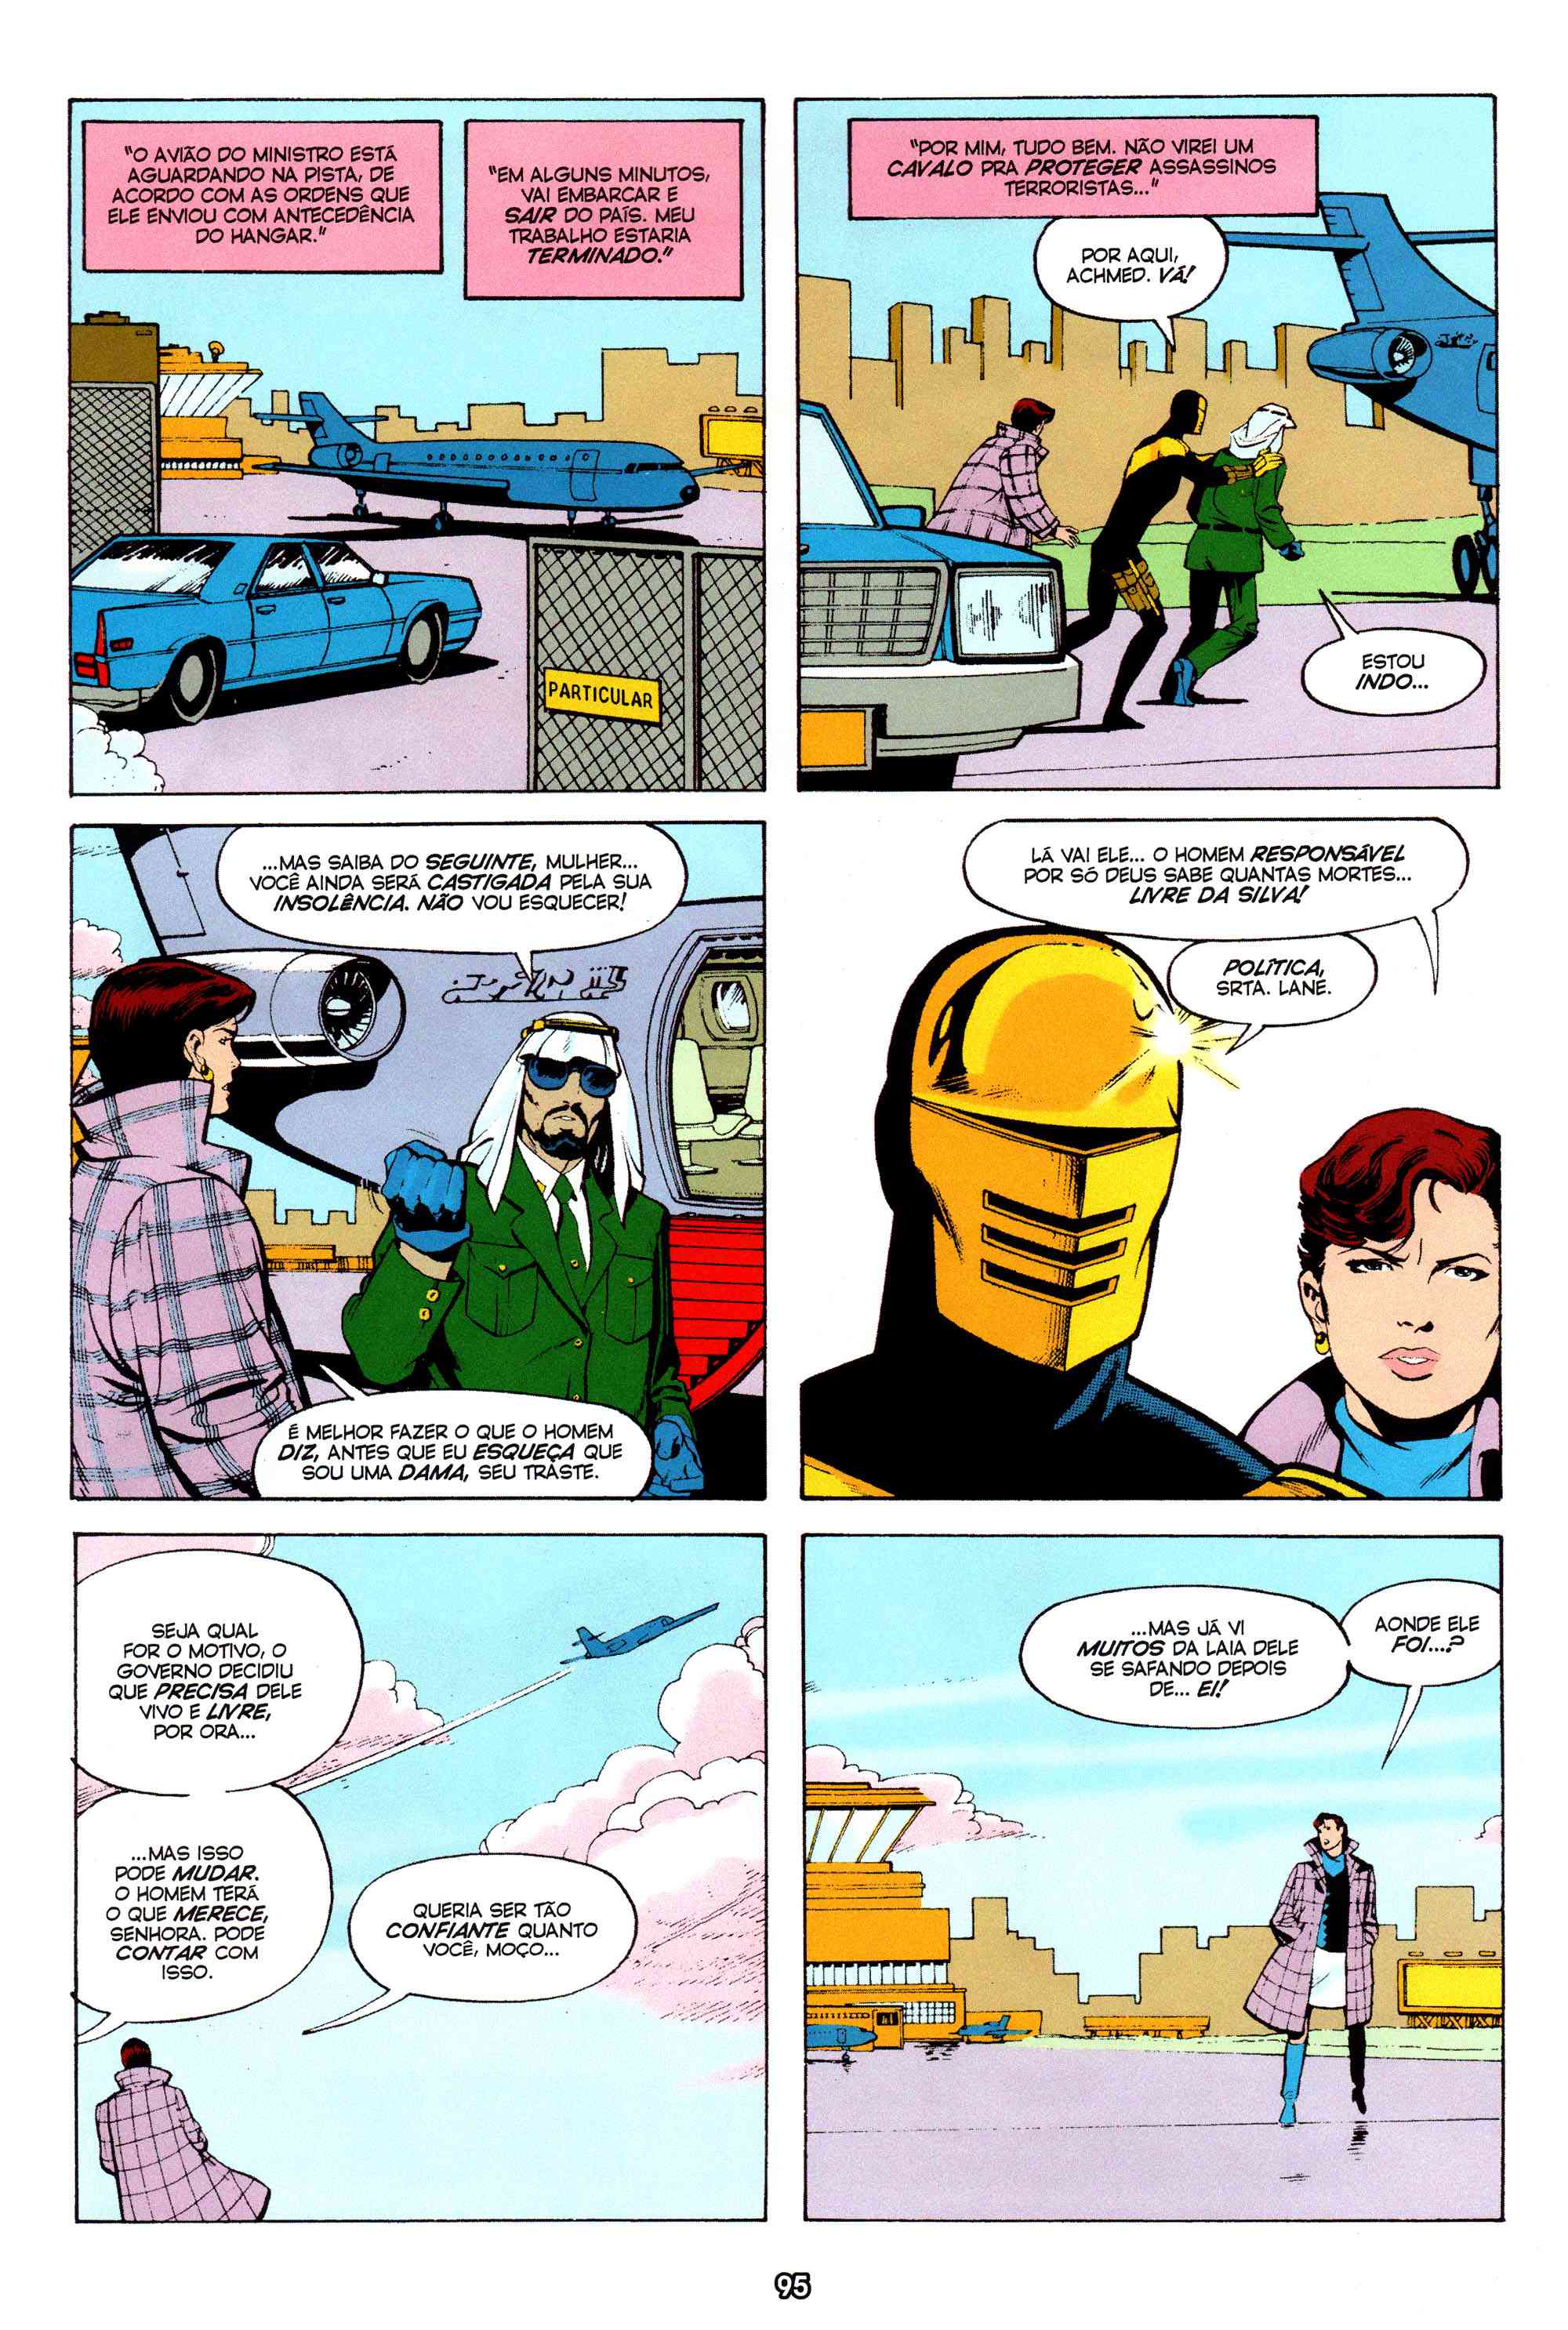 "O AVIÃO DO MINISTRO ESTÁ
AGUARDANDO NA PISTA, DE
ACORDO COM AS ORDENS QUE
ELE ENVIOU COM ANTECEDÊNCIA
DO HANGAR."
"EM ALGUNS MINUTOS,
VAI EMBARCAR E
SAIR DO PAÍS. MEU
TRABALHO ESTARIA
TERMINADO."
PARTICULAR
"POR MIM, TUDO BEM. NÃO VIREI UM
CAVALO PRA PROTEGER ASSASSINOS
TERRORISTAS..."
POR AQUI,
ACHMED. VÁ!
ESTOU
INDO...
...MAS SAIBA DO SEGUINTE, MULHER...
VOCÊ AINDA SERÁ CASTIGADA PELA SUA
INSOLÊNCIA. NÃO VOU ESQUECER!
É MELHOR FAZER O QUE O HOMEM
DIZ, ANTES QUE EU ESQUEÇA QUE
SOU UMA DAMA, SEU TRASTE.
LÁ VAI ELE... O HOMEM RESPONSÁVEL
POR SÓ DEUS SABE QUANTAS MORTES...
LIVRE DA SILVA!
POLÍTICA,
SRTA. LANE.
SEJA QUAL
FOR O MOTIVO, O
GOVERNO DECIDIU
QUE PRECISA DELE
VIVO E LIVRE,
POR ORA...
...MAS ISSO
PODE MUDAR.
O HOMEM TERÁ
O QUE MERECE,
SENHORA. PODE
CONTAR COM
ISSO.
QUERIA SER TÃO
CONFIANTE QUANTO
VOCÊ, MOÇO...
...MAS JÁ VI
MUITOS DA LAIA DELE
SE SAFANDO DEPOIS
DE... EI!
AONDE ELE
FOI...?
95